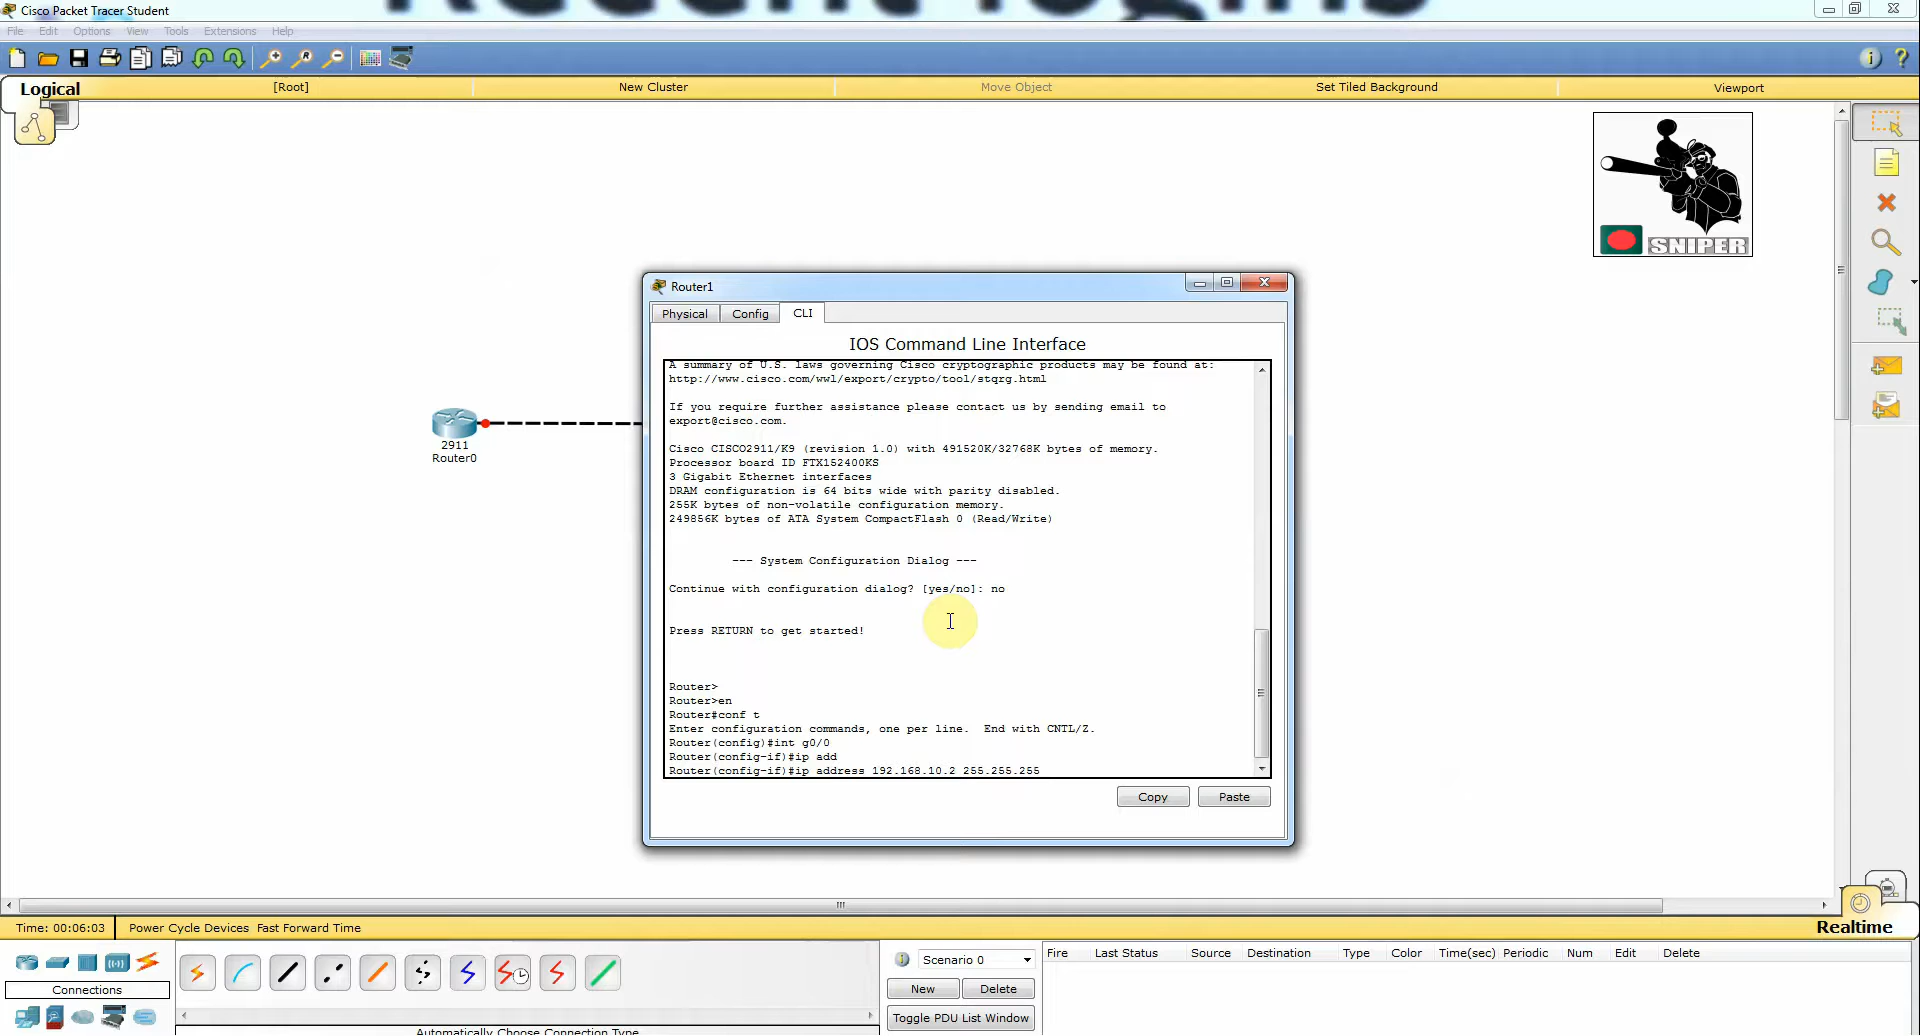 Cisco Packet Tracer Student
File Edit Options View Tools Extensions Help
Logical
[Root]
New Cluster
Move Object
Set Tiled Background
Viewport
SNIPER
2911
Router0
Router1
Physical
Config
CLI
IOS Command Line Interface
A summary of U.S. laws governing Cisco cryptographic products may be found at:
http://www.cisco.com/wwl/export/crypto/tool/stqrg.html
If you require further assistance please contact us by sending email to
export@cisco.com.
Cisco CISCO2911/K9 (revision 1.0) with 491520K/32768K bytes of memory.
Processor board ID FTX152400KS
3 Gigabit Ethernet interfaces
DRAM configuration is 64 bits wide with parity disabled.
255K bytes of non-volatile configuration memory.
249856K bytes of ATA System CompactFlash 0 (Read/Write)
--- System Configuration Dialog ---
Continue with configuration dialog? [yes/no]: no
Press RETURN to get started!
Router>
Router>en
Router#conf t
Enter configuration commands, one per line.  End with CNTL/Z.
Router(config)#int g0/0
Router(config-if)#ip add
Router(config-if)#ip address 192.168.10.2 255.255.255
Copy
Paste
Time: 00:06:03
Power Cycle Devices Fast Forward Time
Realtime
Connections
Automatically Choose Connection Type
Scenario 0
New
Delete
Toggle PDU List Window
Fire Last Status Source Destination Type Color Time(sec) Periodic Num Edit Delete